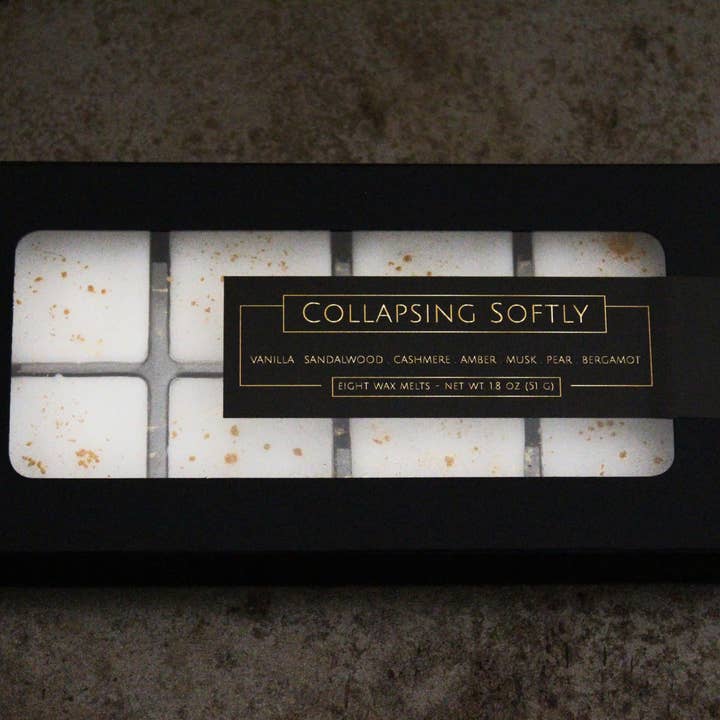 COLLAPSING SOFTLY
VANILLA SANDALWOOD . CASHMERE . AMBER . MUSK . PEAR . BERGAMOT
EIGHT WAX MELTS - NET WT 1.8 OZ (51 G)